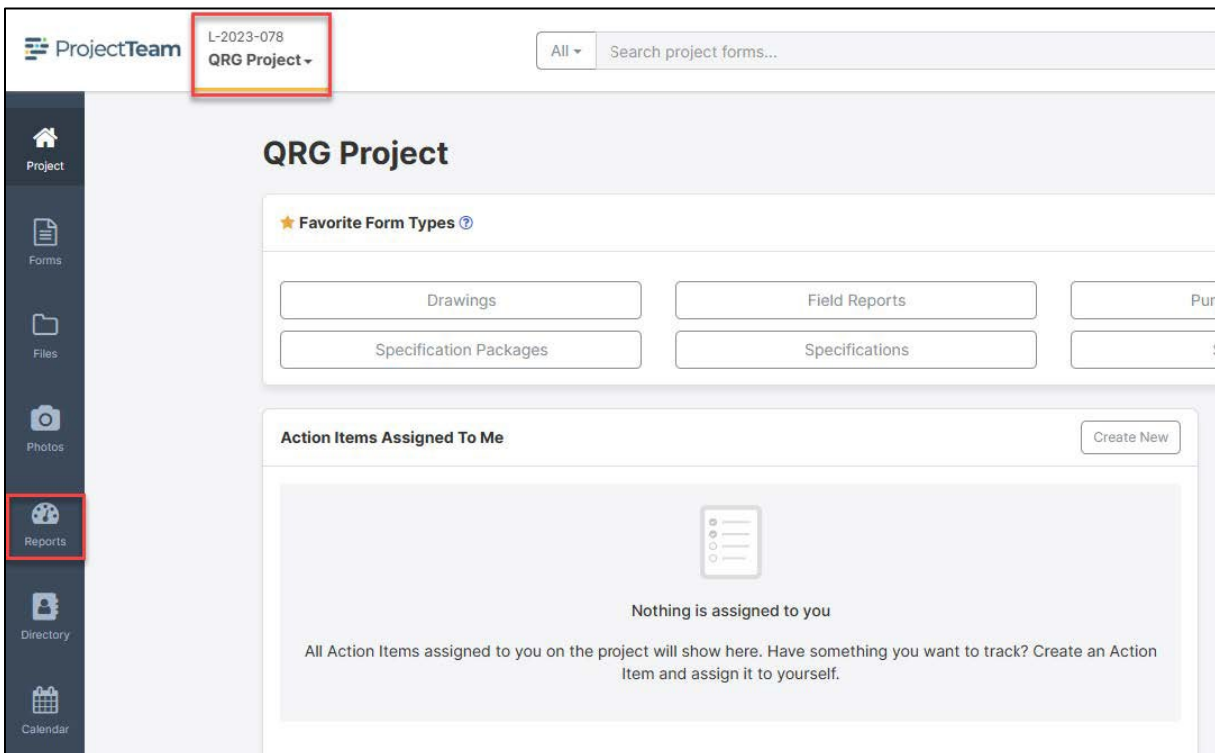 ProjectTeam
L-2023-078
QRG Project
All
Search project forms...
Project
Forms
Files
Photos
Reports
Directory
Calendar
QRG Project
Favorite Form Types
Drawings
Field Reports
Pur
Specification Packages
Specifications
Action Items Assigned To Me
Create New
Nothing is assigned to you
All Action Items assigned to you on the project will show here. Have something you want to track? Create an Action
Item and assign it to yourself.